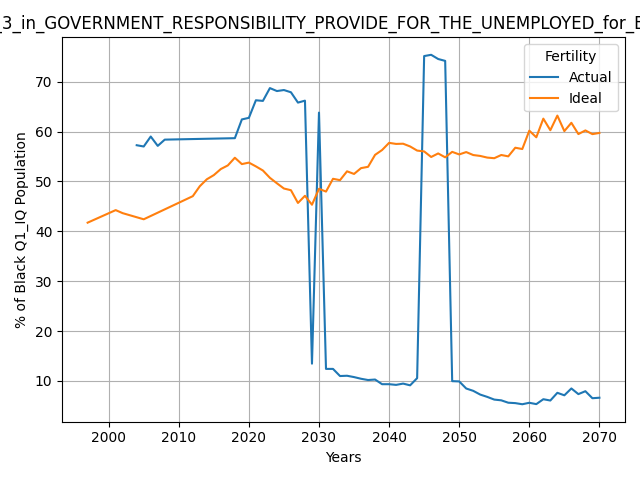 _3_in_GOVERNMENT_RESPONSIBILITY_PROVIDE_FOR_THE_UNEMPLOYED_for_
Fertility
Actual
Ideal
% of Black Q1_IQ Population
70
60
50
40
30
20
10
2000 2010 2020 2030 2040 2050 2060 2070
Years